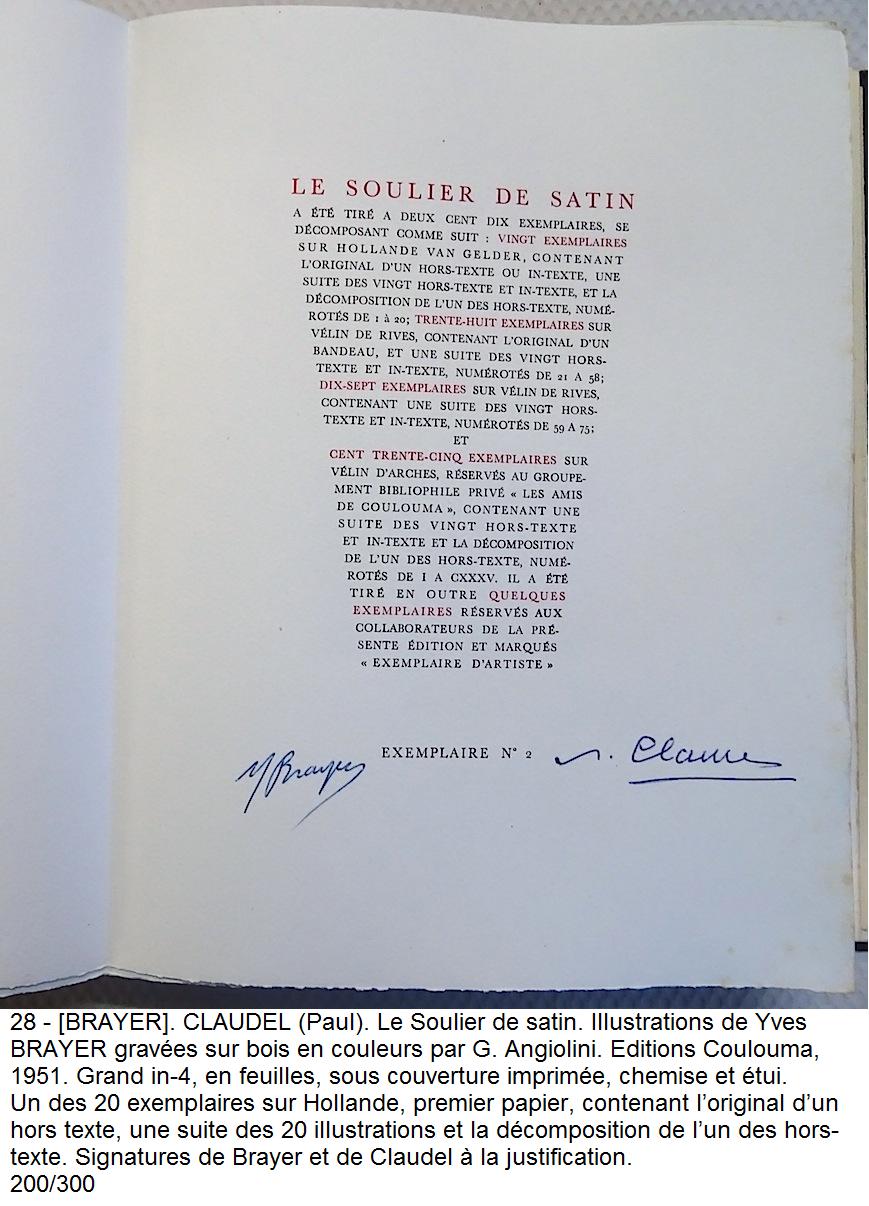 LE SOULIER DE SATIN
A ÉTÉ TIRÉ A DEUX CENT DIX EXEMPLAIRES, SE
DÉCOMPOSANT COMME SUIT : VINGT EXEMPLAIRES
SUR HOLLANDE VAN GELDER, CONTENANT
L'ORIGINAL D'UN HORS-TEXTE OU IN-TEXTE, UNE
SUITE DES VINGT HORS-TEXTE ET IN-TEXTE, ET LA
DÉCOMPOSITION DE L'UN DES HORS-TEXTE, NUMÉ-
ROTÉS DE 1 à 20; TRENTE-HUIT EXEMPLAIRES SUR
VÉLIN DE RIVES, CONTENANT L'ORIGINAL D'UN
BANDEAU, ET UNE SUITE DES VINGT HORS-
TEXTE ET IN-TEXTE, NUMÉROTÉS DE 21 A 58;
DIX-SEPT EXEMPLAIRES SUR VÉLIN DE RIVES,
CONTENANT UNE SUITE DES VINGT HORS-
TEXTE ET IN-TEXTE, NUMÉROTÉS DE 59 A 75;
ET
CENT TRENTE-CINQ EXEMPLAIRES SUR
VÉLIN D'ARCHES, RÉSERVÉS AU GROUPE-
MENT BIBLIOPHILE PRIVÉ « LES AMIS
DE COULOUMA », CONTENANT UNE
SUITE DES VINGT HORS-TEXTE
ET IN-TEXTE ET LA DÉCOMPOSITION
DE L'UN DES HORS-TEXTE, NUMÉ-
ROTÉS DE I A CXXXV. IL A ÉTÉ
TIRÉ EN OUTRE QUELQUES
EXEMPLAIRES RÉSERVÉS AUX
COLLABORATEURS DE LA PRÉ-
SENTE ÉDITION ET MARQUÉS
« EXEMPLAIRE D'ARTISTE »
Y Brayer EXEMPLAIRE N° 2 Claudel
28 - [BRAYER]. CLAUDEL (Paul). Le Soulier de satin. Illustrations de Yves
BRAYER gravées sur bois en couleurs par G. Angiolini. Editions Coulouma,
1951. Grand in-4, en feuilles, sous couverture imprimée, chemise et étui.
Un des 20 exemplaires sur Hollande, premier papier, contenant l'original d'un
hors texte, une suite des 20 illustrations et la décomposition de l'un des hors-
texte. Signatures de Brayer et de Claudel à la justification.
200/300